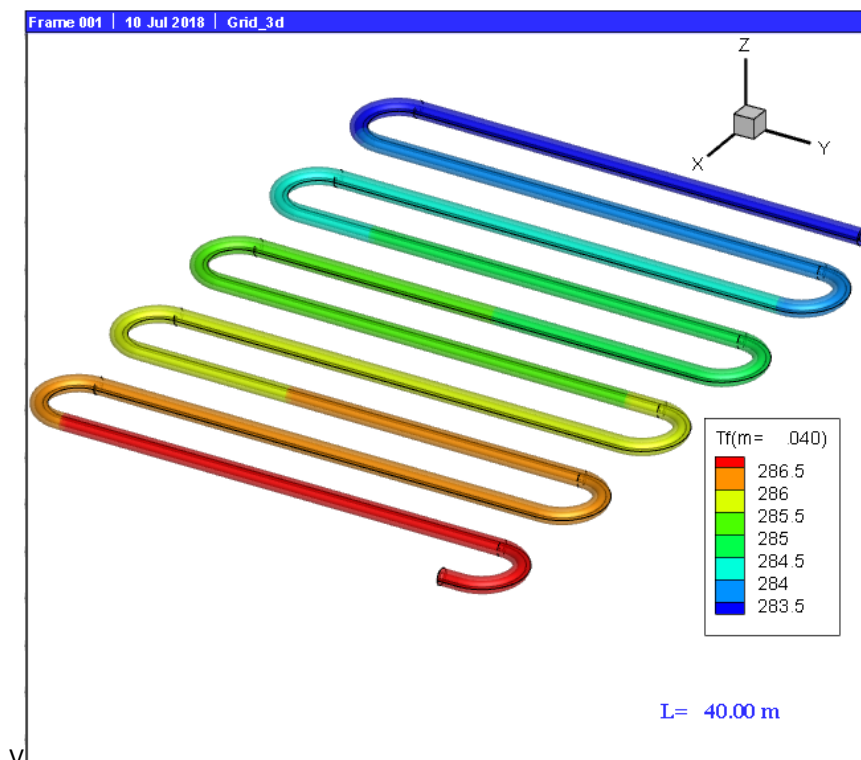 Frame 001 | 10 Jul 2018 | Grid_3d
Z
X
Y
Tf(m= .040)
286.5
286
285.5
285
284.5
284
283.5
L= 40.00 m
V